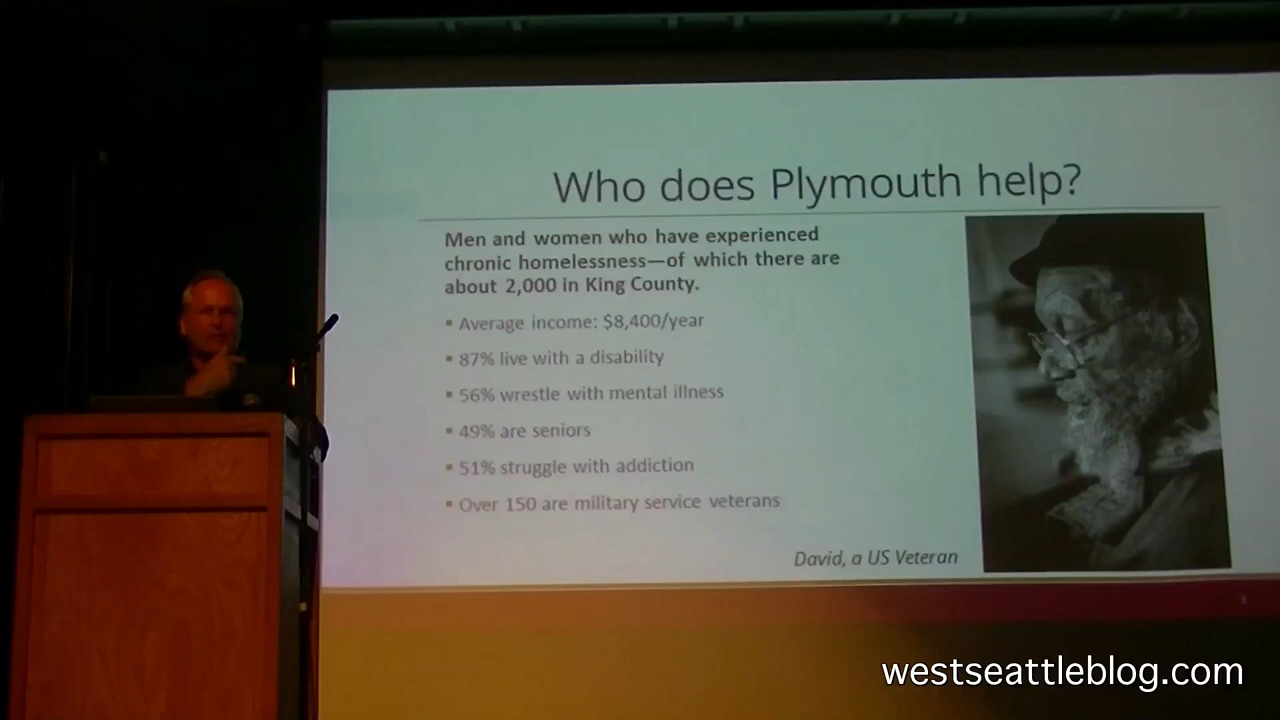 Who does Plymouth help?
Men and women who have experienced
chronic homelessness—of which there are
about 2,000 in King County.
▪ Average income: $8,400/year
▪ 87% live with a disability
▪ 56% wrestle with mental illness
▪ 49% are seniors
▪ 51% struggle with addiction
▪ Over 150 are military service veterans
David, a US Veteran
westseattleblog.com